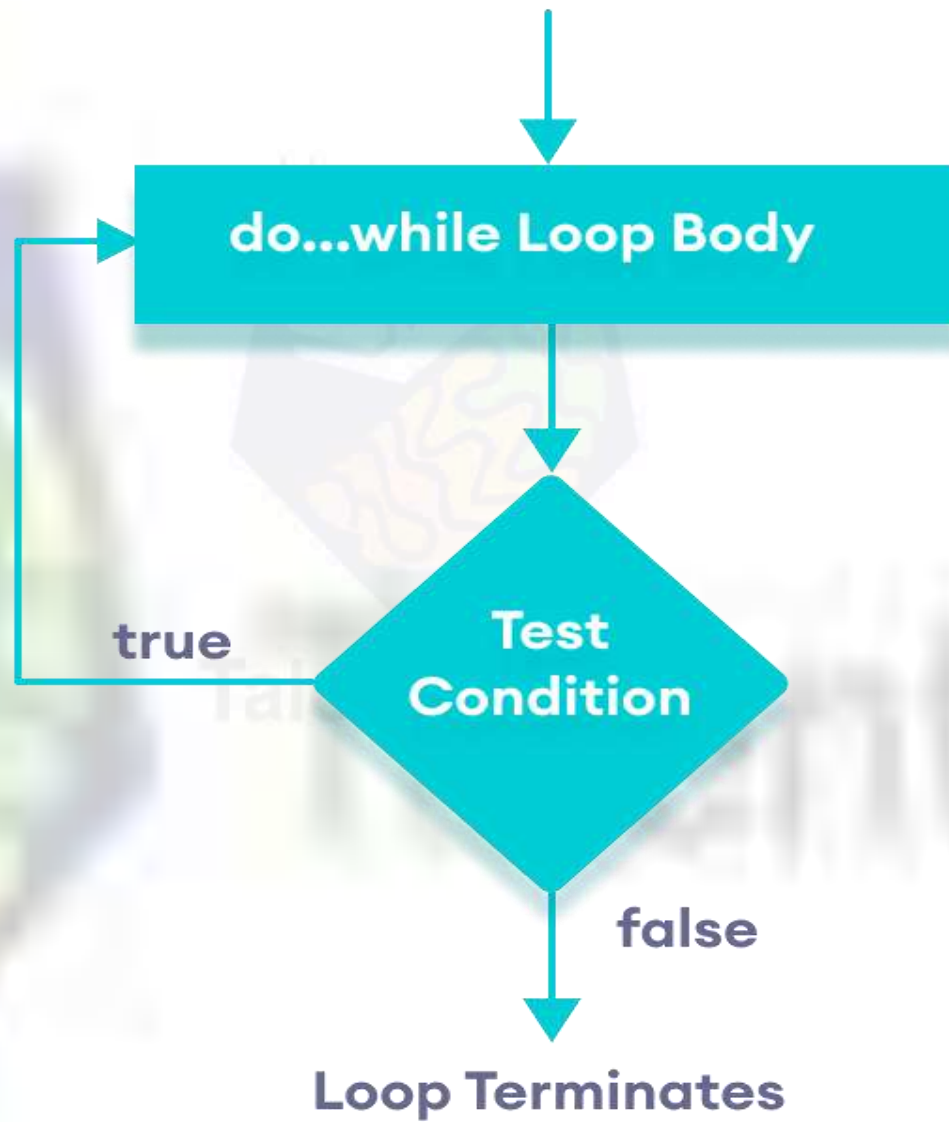 do...while Loop Body
true
Test
Condition
false
Loop Terminates